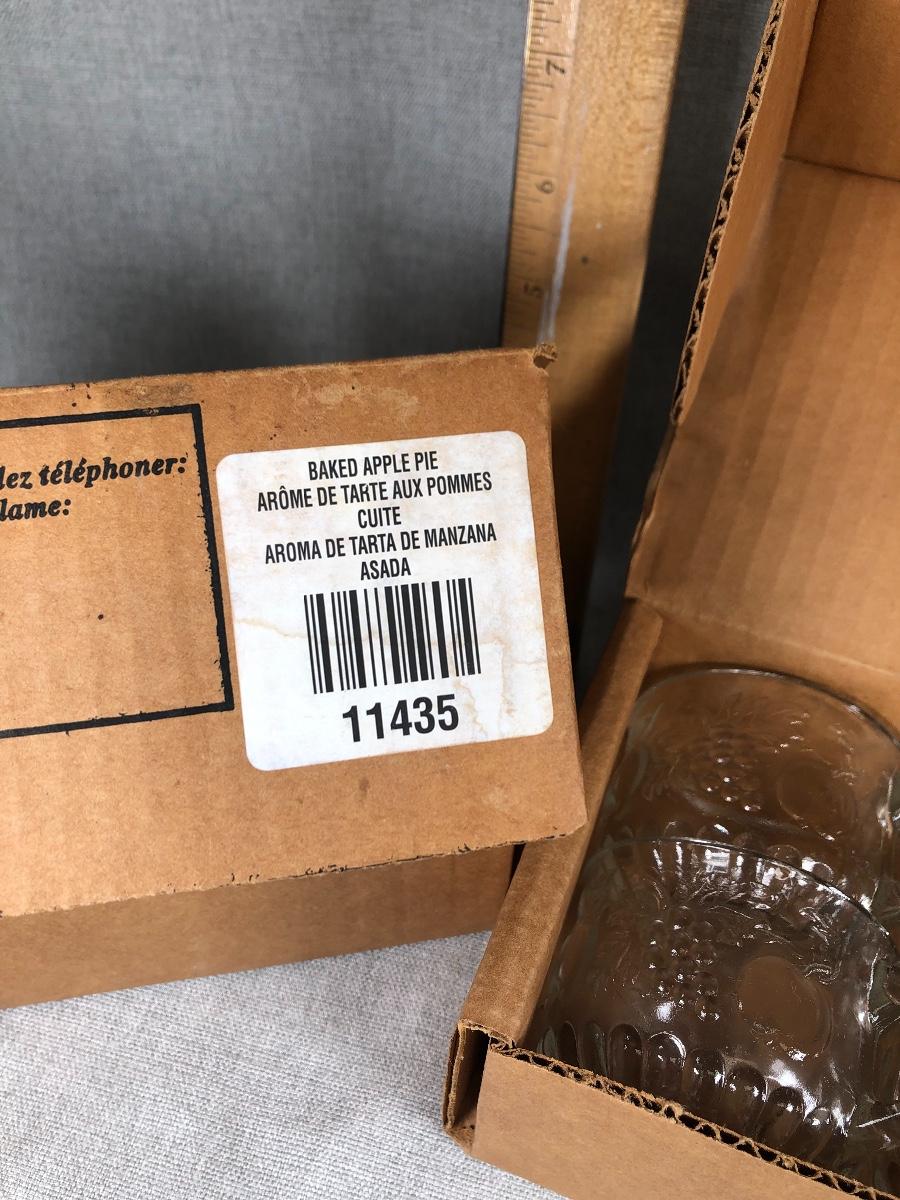 7
6
5
lez téléphoner:
lame:
BAKED APPLE PIE
ARÔME DE TARTE AUX POMMES
CUITE
AROMA DE TARTA DE MANZANA
ASADA
11435